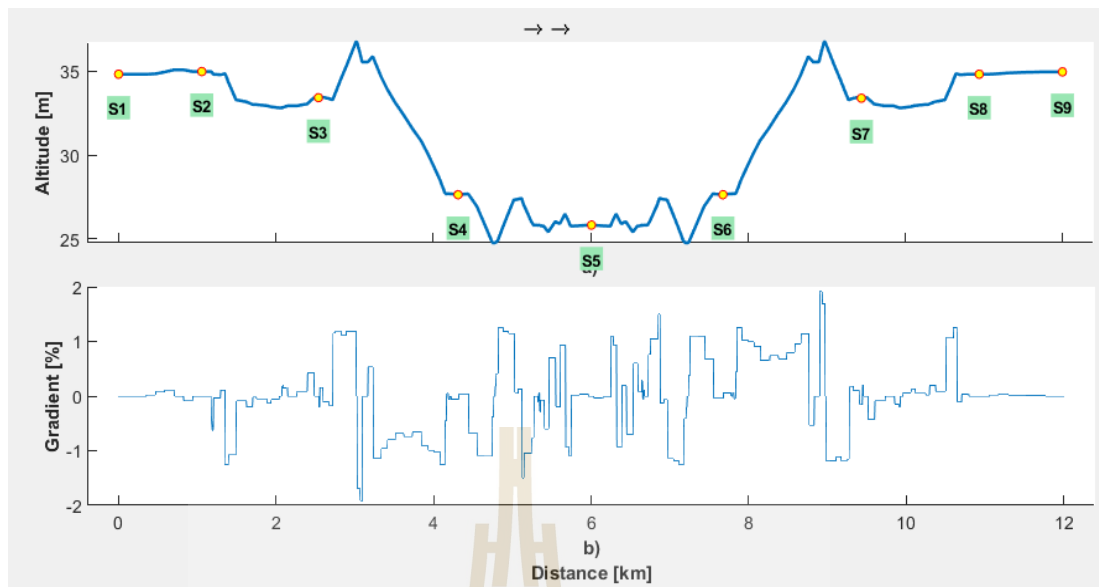 → →
35
30
25
Altitude [m]
S1
S2
S3
S4
S5
S6
S7
S8
S9
a)
2
1
0
-1
-2
Gradient [%]
0 2 4 6 8 10 12
b)
Distance [km]